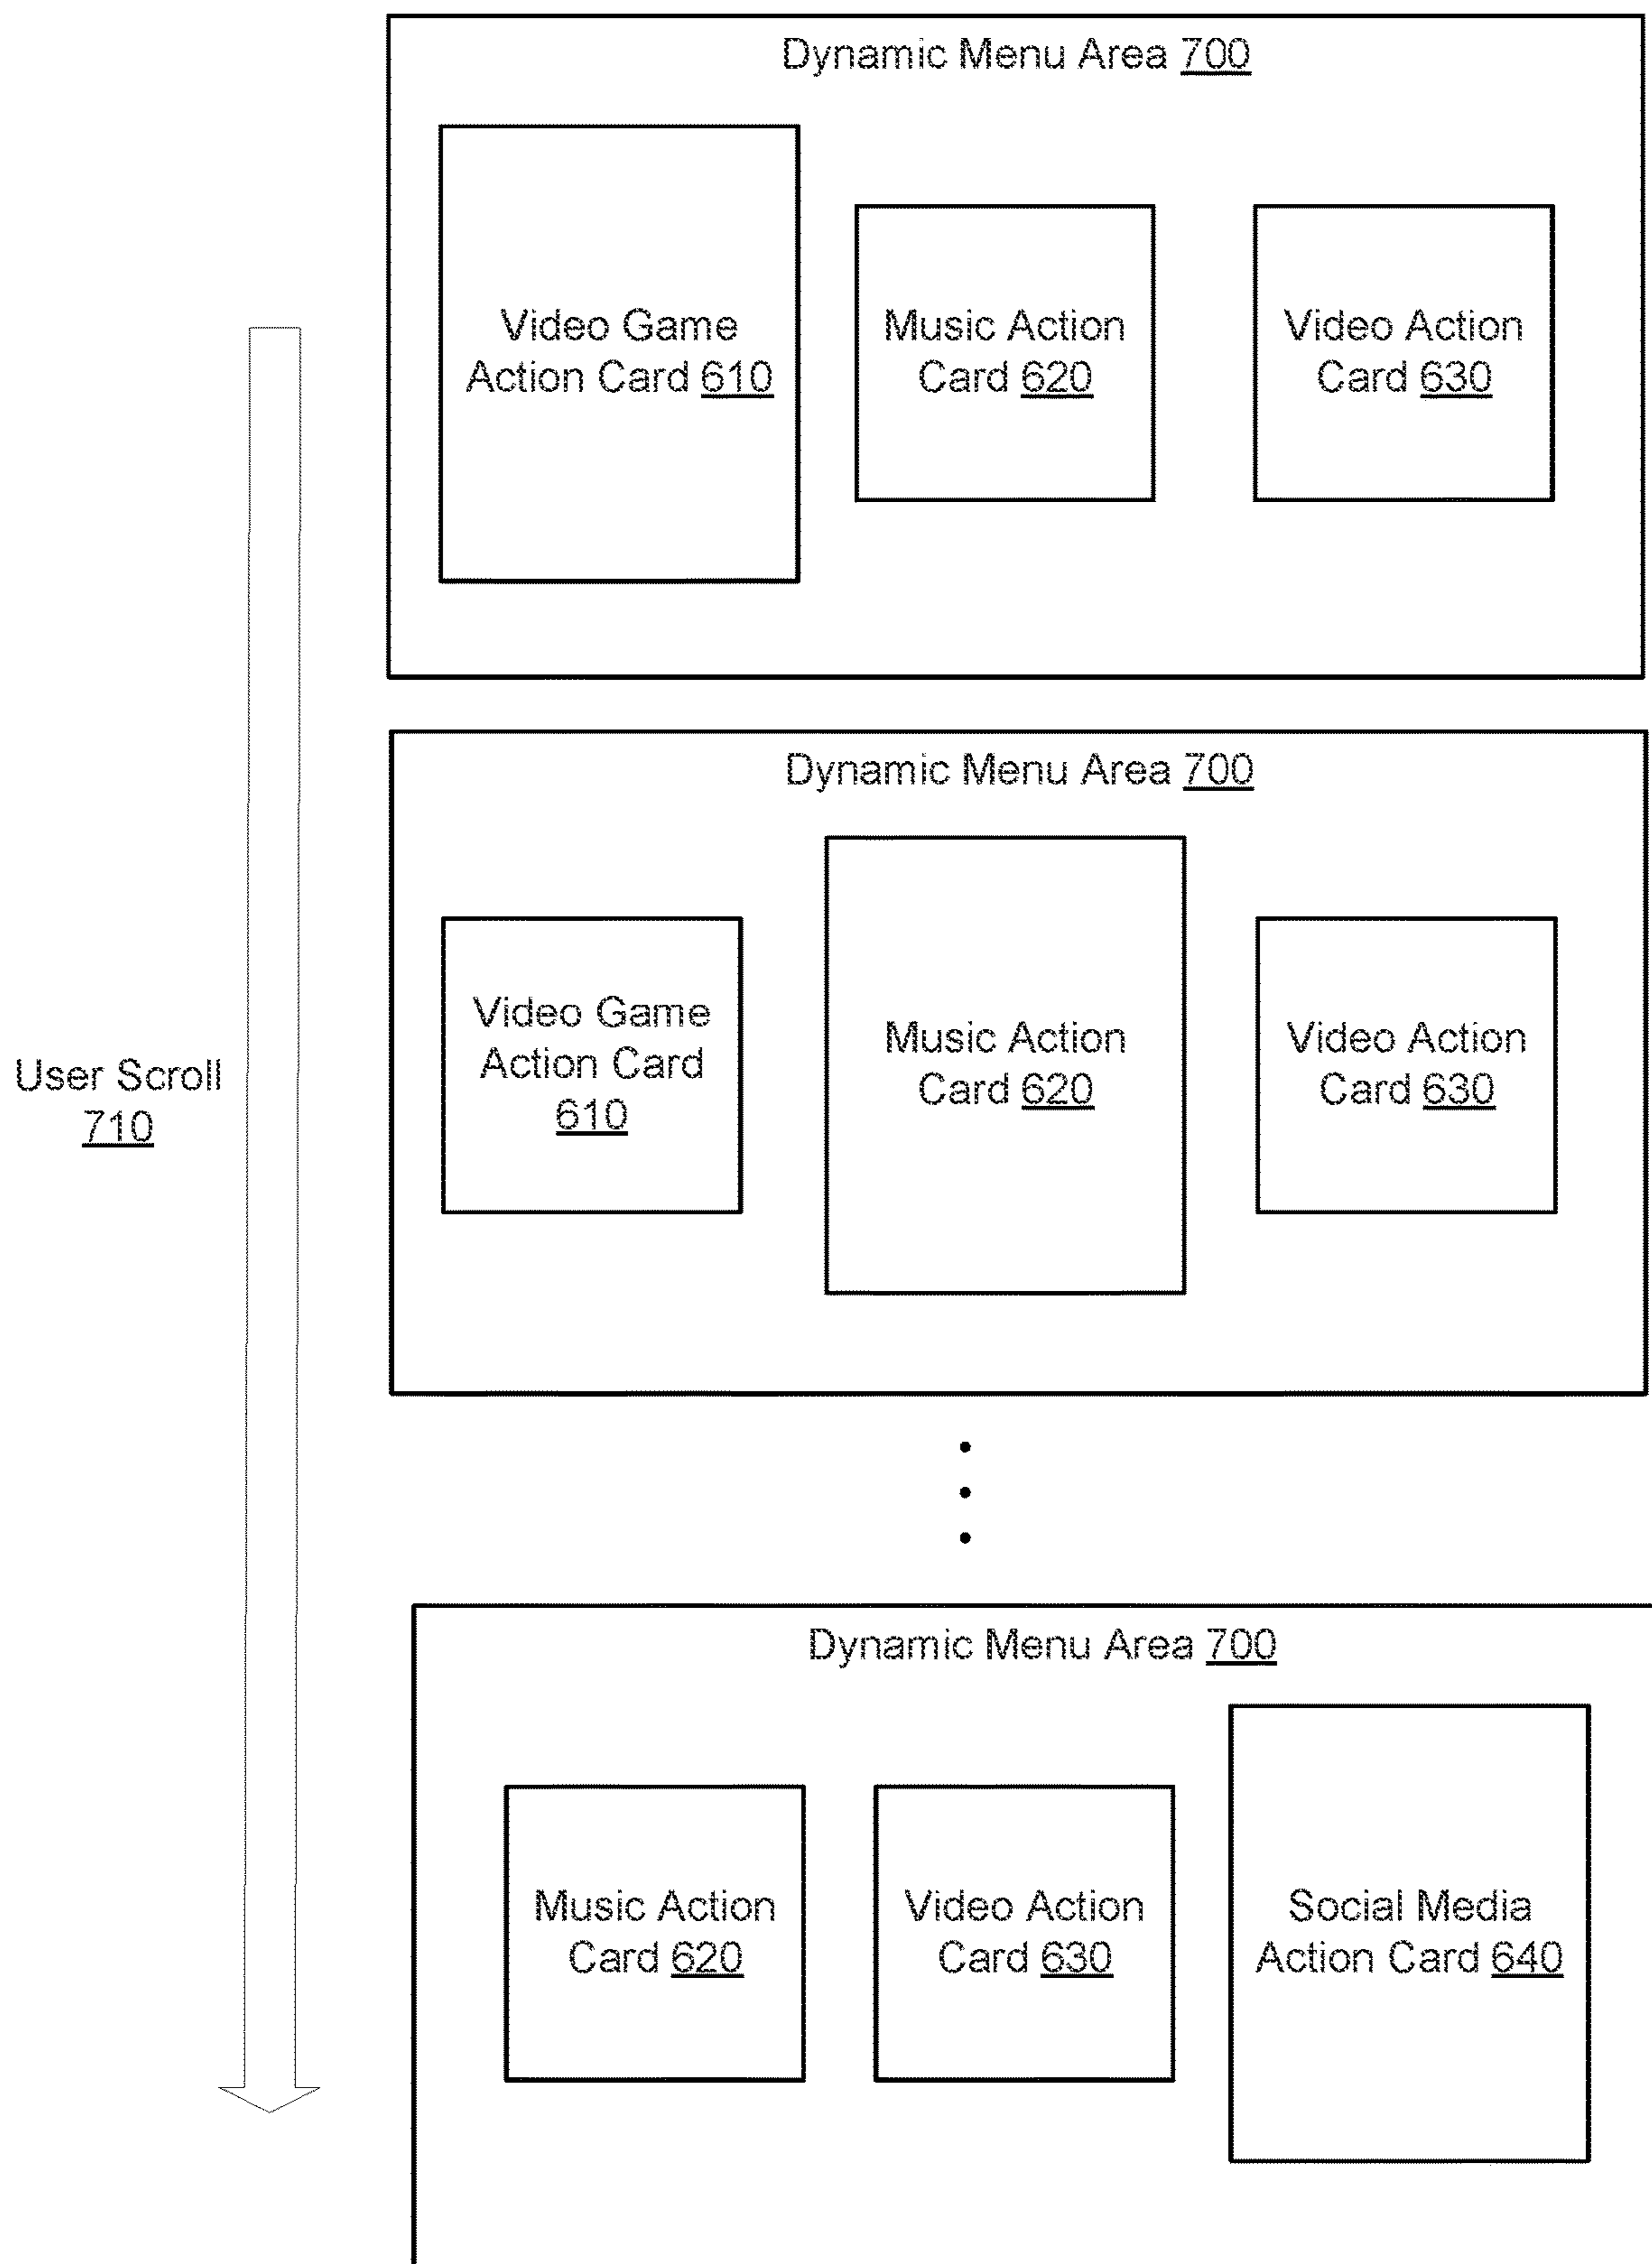 Dynamic Menu Area 700
Video Game
Action Card 610
Music Action
Card 620
Video Action
Card 630
Dynamic Menu Area 700
Video Game
Action Card
610
Music Action
Card 620
Video Action
Card 630
User Scroll
710
Dynamic Menu Area 700
Music Action
Card 620
Video Action
Card 630
Social Media
Action Card 640